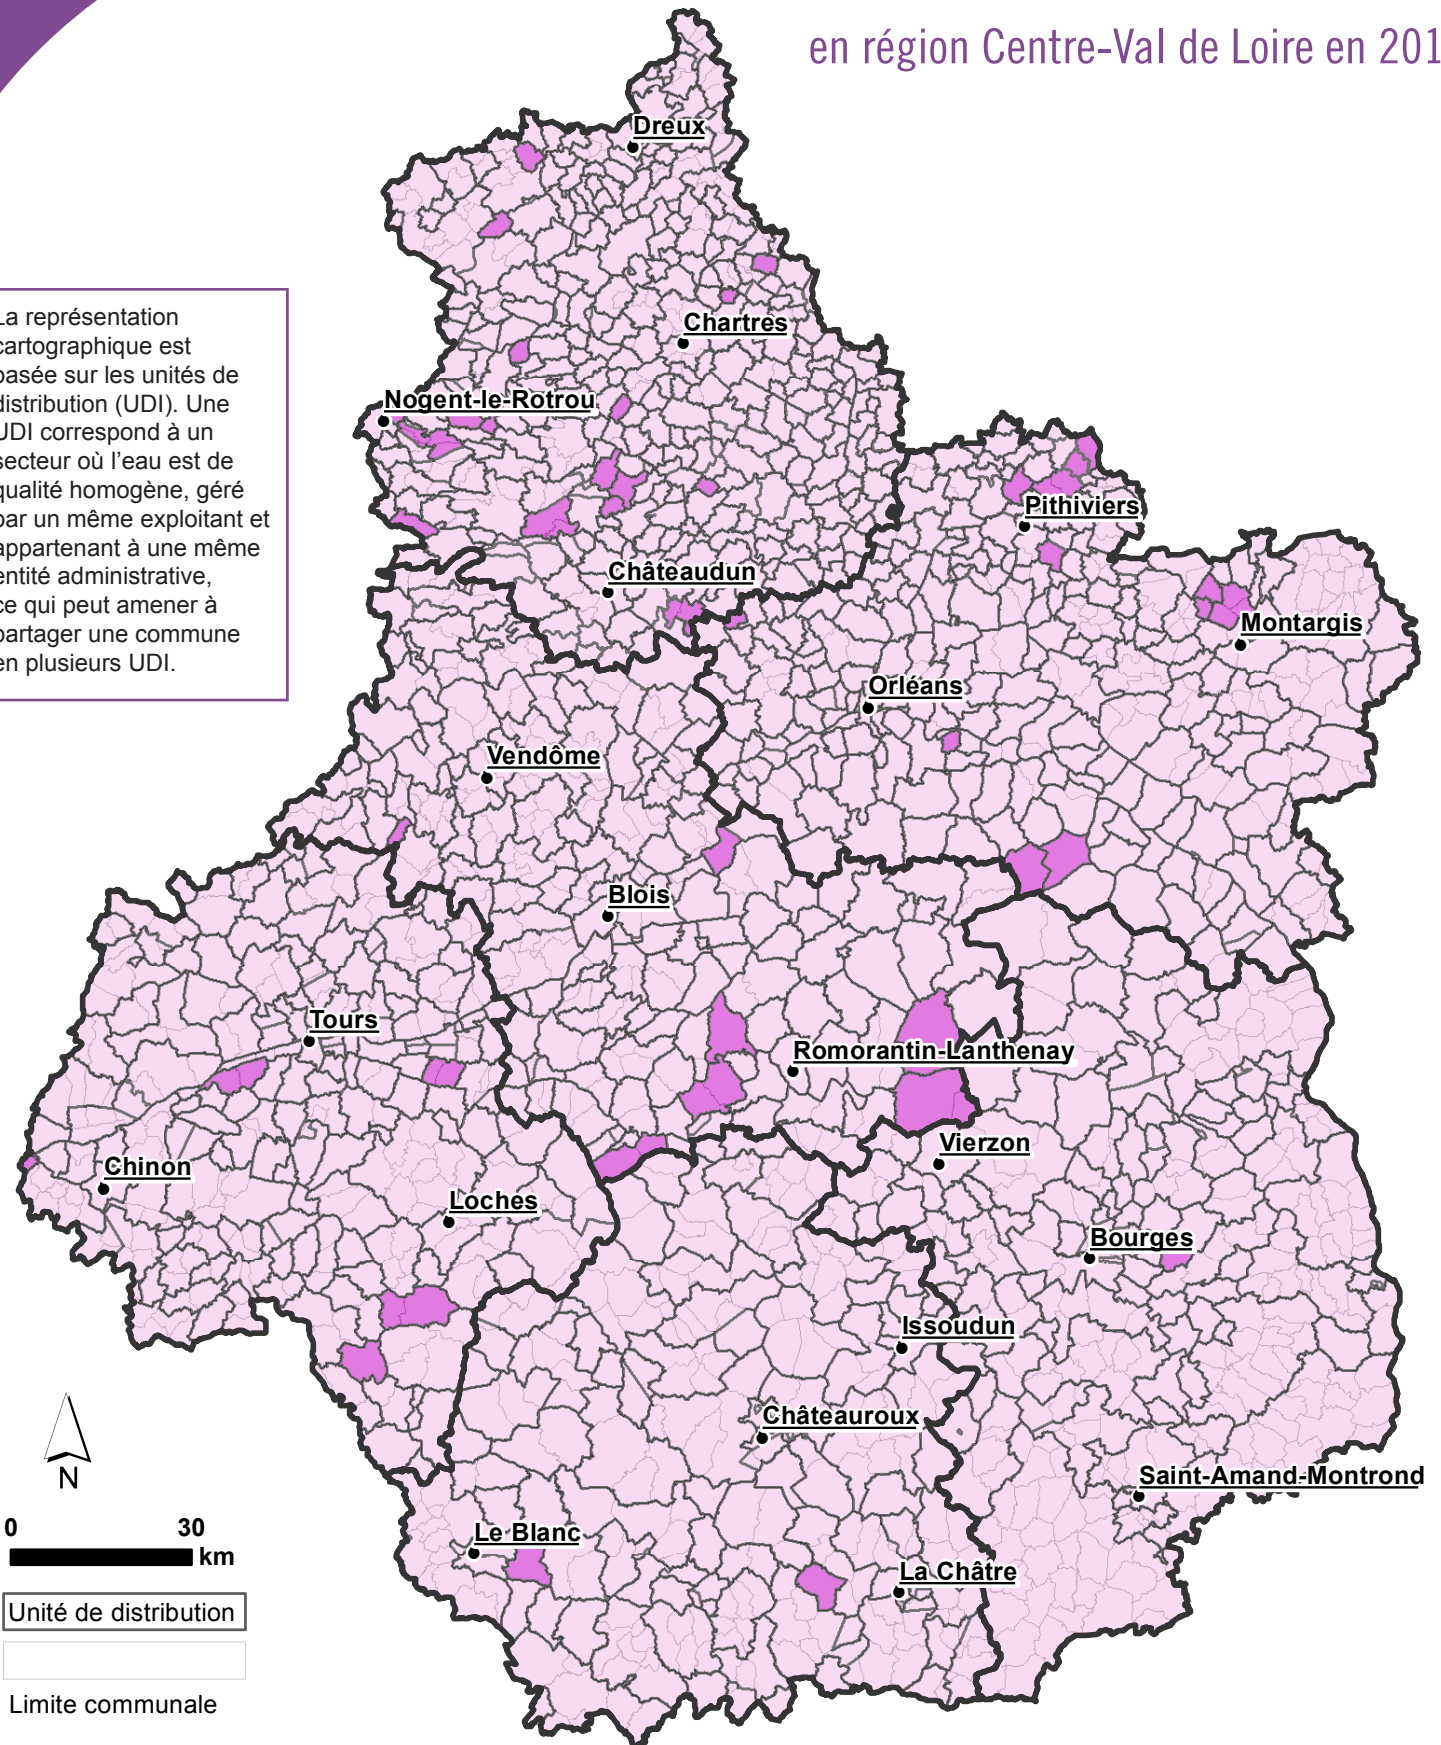 en région Centre-Val de Loire en 201
Dreux
La représentation
cartographique est
basée sur les unités de
distribution (UDI). Une
UDI correspond à un
secteur où l'eau est de
qualité homogène, géré
par un même exploitant et
appartenant à une même
entité administrative,
ce qui peut amener à
partager une commune
en plusieurs UDI.
Chartres
Nogent-le-Rotrou
Pithiviers
Châteaudun
Montargis
Orléans
Vendôme
Blois
Tours
Romorantin-Lanthenay
Vierzon
Chinon
Loches
Bourges
Issoudun
Châteauroux
Saint-Amand-Montrond
Le Blanc
La Châtre
N
0 30
km
Unité de distribution
Limite communale